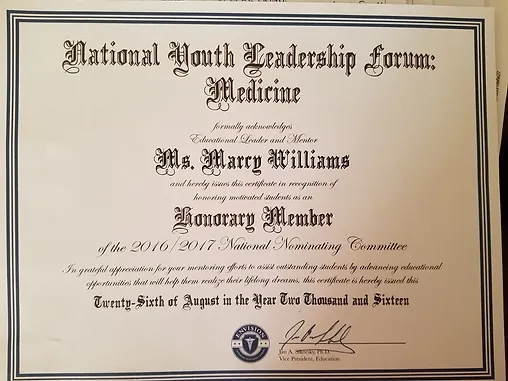 National Youth Leadership Forum:
Medicine
formally acknowledges
Educational Leader and Mentor
Ms. Marcy Williams
and hereby issues this certificate in recognition of
honoring motivated students as an
Honorary Member
of the 2016/2017 National Nominating Committee
In grateful appreciation for your mentoring efforts to assist outstanding students by advancing educational
opportunities that will help them realize their lifelong dreams, this certificate is hereby issued this
Twenty-Sixth of August in the Year Two Thousand and Sixteen
ENVISION
Jan A. Sikorsky, Ph.D.
Vice President, Education